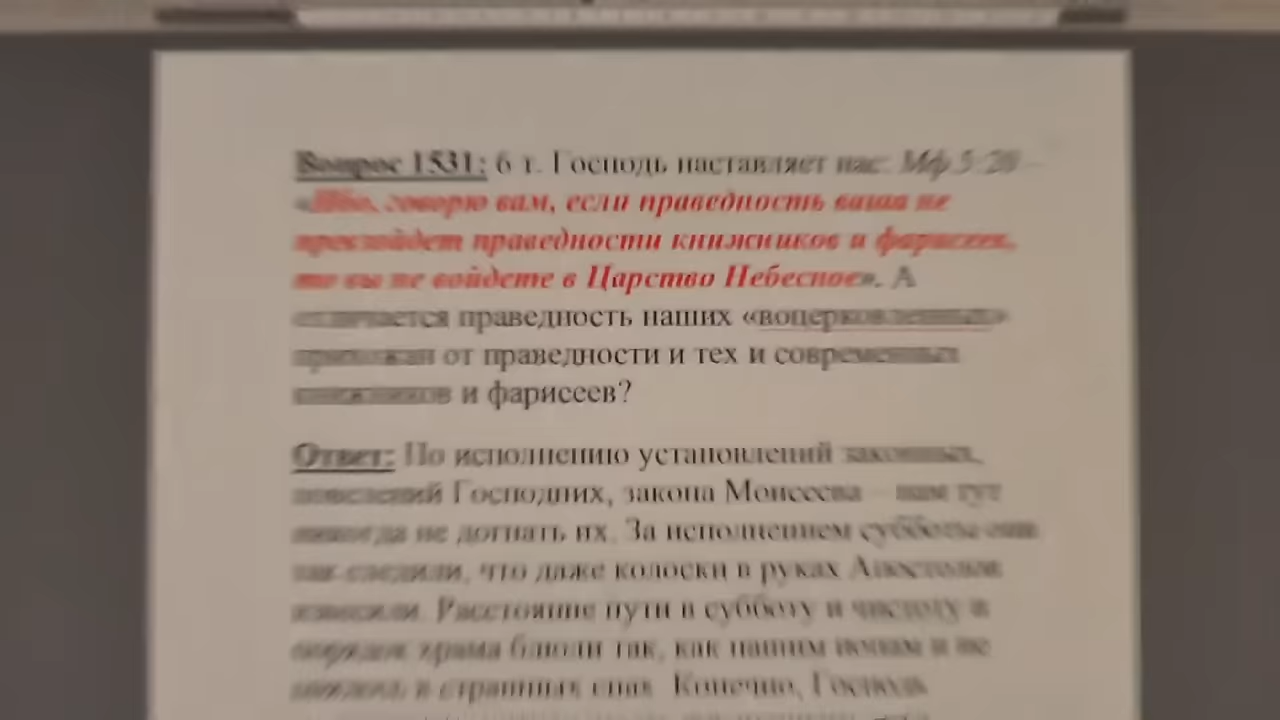 Вопрос 1531: 6 т. Господь наставляет нас: Мф 5:20 –
«Ибо, говорю вам, если праведность ваша не
превзойдет праведности книжников и фарисеев,
то вы не войдете в Царство Небесное». А
отличается праведность наших «воцерковленных»
прихожан от праведности и тех и современных
книжников и фарисеев?
Ответ: По исполнению установлений законных,
повелений Господних, закона Моисеева – нам тут
никогда не догнать их. За исполнением субботы они
так следили, что даже колоски в руках Апостолов
взвесили. Расстояние пути в субботу и чистоту и
порядок храма блюли так, как нашим попам и не
снилось в страшных снах. Конечно, Господь